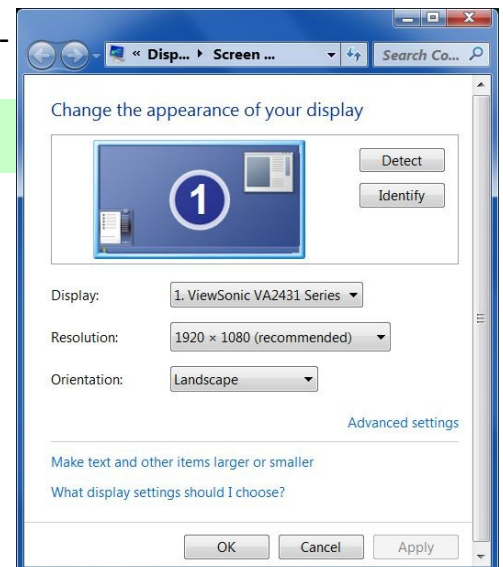 « Disp... Screen ... Search Co...
Change the appearance of your display
1
Detect
Identify
Display: 1. ViewSonic VA2431 Series
Resolution: 1920 × 1080 (recommended)
Orientation: Landscape
Advanced settings
Make text and other items larger or smaller
What display settings should I choose?
OK Cancel Apply